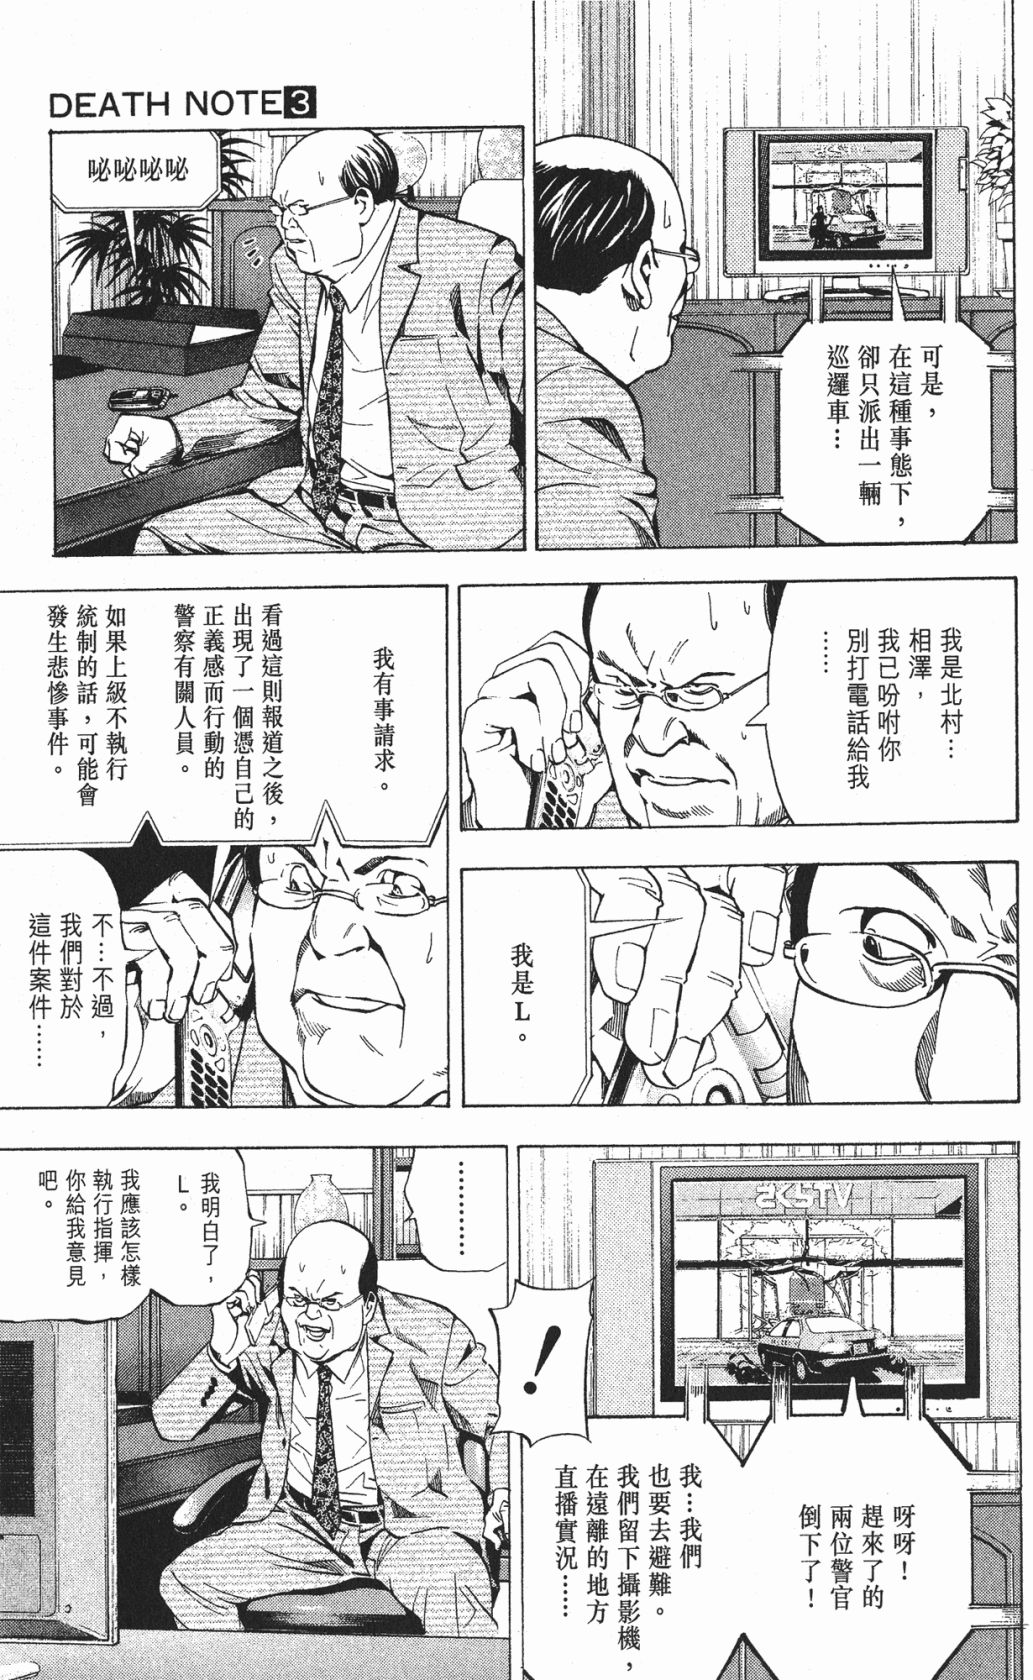 DEATH NOTE 3
可是，
在這種事態下，
卻只派出一輛
巡邏車…
咇咇咇咇
我是北村…
相澤，
我已吩咐你
別打電話給我
……
我是L。
我有事請求。
看過這則報道之後，
出現了一個憑自己的
正義感而行動的
警察有關人員。
如果上級不執行
統制的話，可能會
發生悲慘事件。
不…不過，
我們對於
這件案件……
SKSTV
呀呀！
趕來了的
兩位警官
倒下了！
我…我們
也要去避難。
我們留下攝影機，
在遠離的地方
直播實況……
！
………
我明白了，
L。
我應該怎樣
執行指揮，
你給我意見
吧。